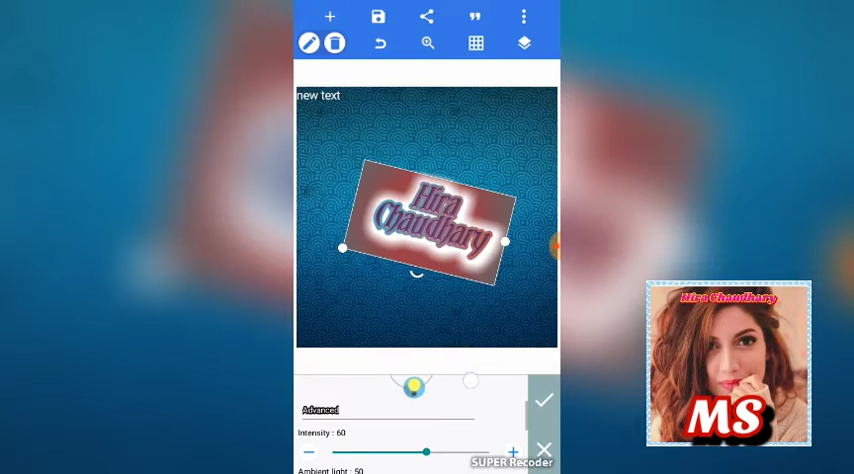 new text
Hira
Chaudhary
Hira Chaudhary
MS
Advanced
Intensity : 60
SUPER Recoder
Ambient light : 50